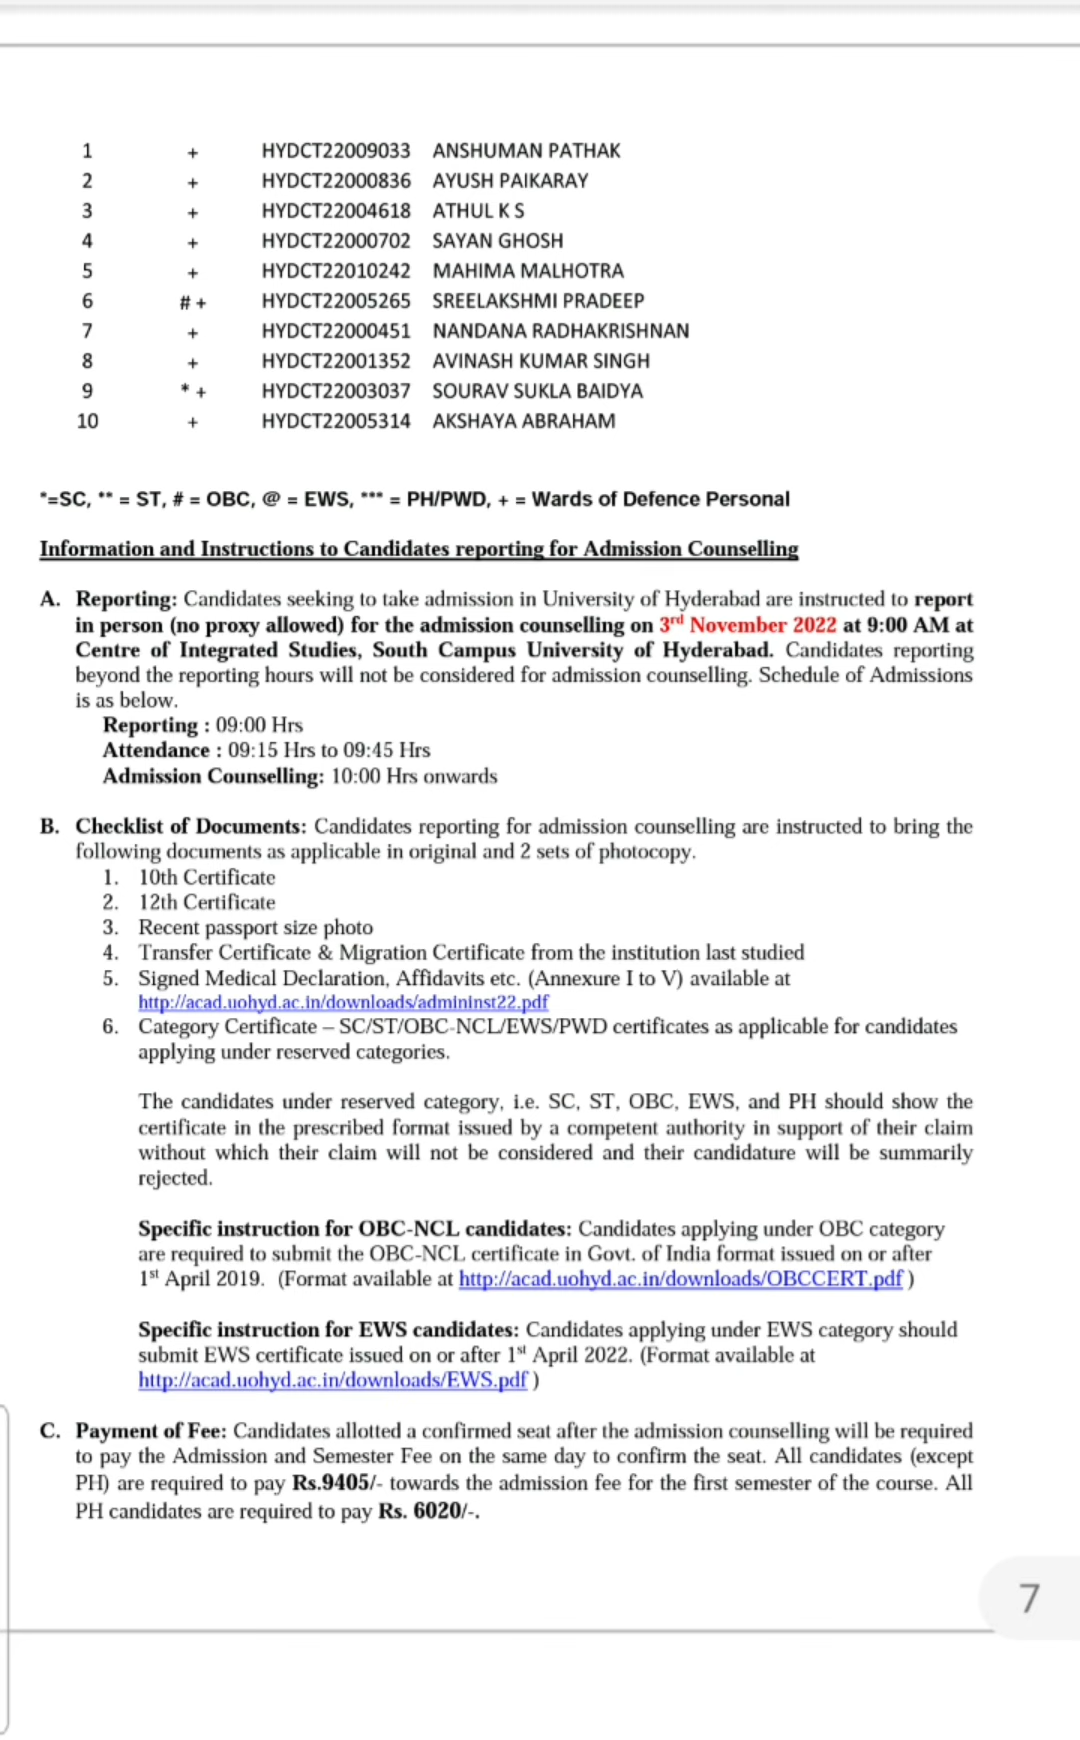 1 + HYDCT22009033 ANSHUMAN PATHAK
2 + HYDCT22000836 AYUSH PAIKARAY
3 + HYDCT22004618 ATHUL K S
4 + HYDCT22000702 SAYAN GHOSH
5 + HYDCT22010242 MAHIMA MALHOTRA
6 # + HYDCT22005265 SREELAKSHMI PRADEEP
7 + HYDCT22000451 NANDANA RADHAKRISHNAN
8 + HYDCT22001352 AVINASH KUMAR SINGH
9 * + HYDCT22003037 SOURAV SUKLA BAIDYA
10 + HYDCT22005314 AKSHAYA ABRAHAM
*=SC, ** = ST, # = OBC, @ = EWS, *** = PH/PWD, + = Wards of Defence Personal
Information and Instructions to Candidates reporting for Admission Counselling
A. Reporting: Candidates seeking to take admission in University of Hyderabad are instructed to report
in person (no proxy allowed) for the admission counselling on 3rd November 2022 at 9:00 AM at
Centre of Integrated Studies, South Campus University of Hyderabad. Candidates reporting
beyond the reporting hours will not be considered for admission counselling. Schedule of Admissions
is as below.
Reporting : 09:00 Hrs
Attendance : 09:15 Hrs to 09:45 Hrs
Admission Counselling: 10:00 Hrs onwards
B. Checklist of Documents: Candidates reporting for admission counselling are instructed to bring the
following documents as applicable in original and 2 sets of photocopy.
1. 10th Certificate
2. 12th Certificate
3. Recent passport size photo
4. Transfer Certificate & Migration Certificate from the institution last studied
5. Signed Medical Declaration, Affidavits etc. (Annexure I to V) available at
http://acad.uohyd.ac.in/downloads/admininst22.pdf
6. Category Certificate – SC/ST/OBC-NCL/EWS/PWD certificates as applicable for candidates
applying under reserved categories.
The candidates under reserved category, i.e. SC, ST, OBC, EWS, and PH should show the
certificate in the prescribed format issued by a competent authority in support of their claim
without which their claim will not be considered and their candidature will be summarily
rejected.
Specific instruction for OBC-NCL candidates: Candidates applying under OBC category
are required to submit the OBC-NCL certificate in Govt. of India format issued on or after
1st April 2019. (Format available at http://acad.uohyd.ac.in/downloads/OBCCERT.pdf )
Specific instruction for EWS candidates: Candidates applying under EWS category should
submit EWS certificate issued on or after 1st April 2022. (Format available at
http://acad.uohyd.ac.in/downloads/EWS.pdf )
C. Payment of Fee: Candidates allotted a confirmed seat after the admission counselling will be required
to pay the Admission and Semester Fee on the same day to confirm the seat. All candidates (except
PH) are required to pay Rs.9405/- towards the admission fee for the first semester of the course. All
PH candidates are required to pay Rs. 6020/-.
7